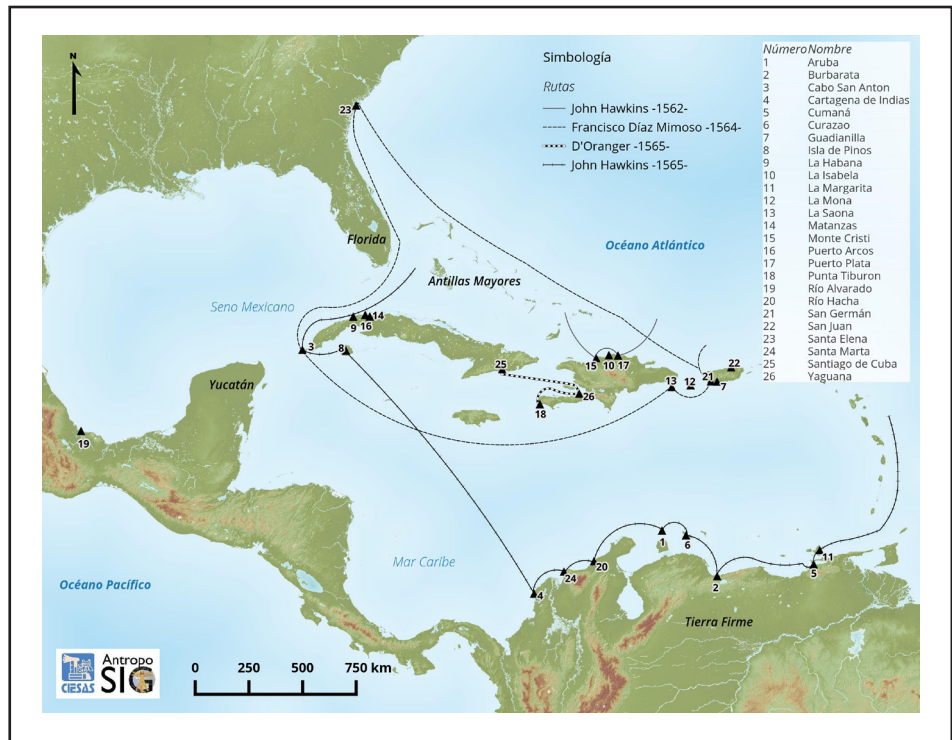 N
Simbología
Rutas
John Hawkins -1562-
Francisco Díaz Mimoso -1564-
D'Oranger -1565-
John Hawkins -1565-
Número Nombre
1 Aruba
2 Burbarata
3 Cabo San Anton
4 Cartagena de Indias
5 Cumaná
6 Curazao
7 Guadianilla
8 Isla de Pinos
9 La Habana
10 La Isabela
11 La Margarita
12 La Mona
13 La Saona
14 Matanzas
15 Monte Cristi
16 Puerto Arcos
17 Puerto Plata
18 Punta Tiburon
19 Río Alvarado
20 Río Hacha
21 San Germán
22 San Juan
23 Santa Elena
24 Santa Marta
25 Santiago de Cuba
26 Yaguana
23
Florida
Océano Atlántico
Antillas Mayores
Seno Mexicano
9
16
14
3
8
15
10
17
25
22
21
7
13
12
Yucatán
26
18
19
1
6
Mar Caribe
20
24
11
5
2
4
Océano Pacífico
Tierra Firme
CIESAS
Antropo
SIG
0 250 500 750 km